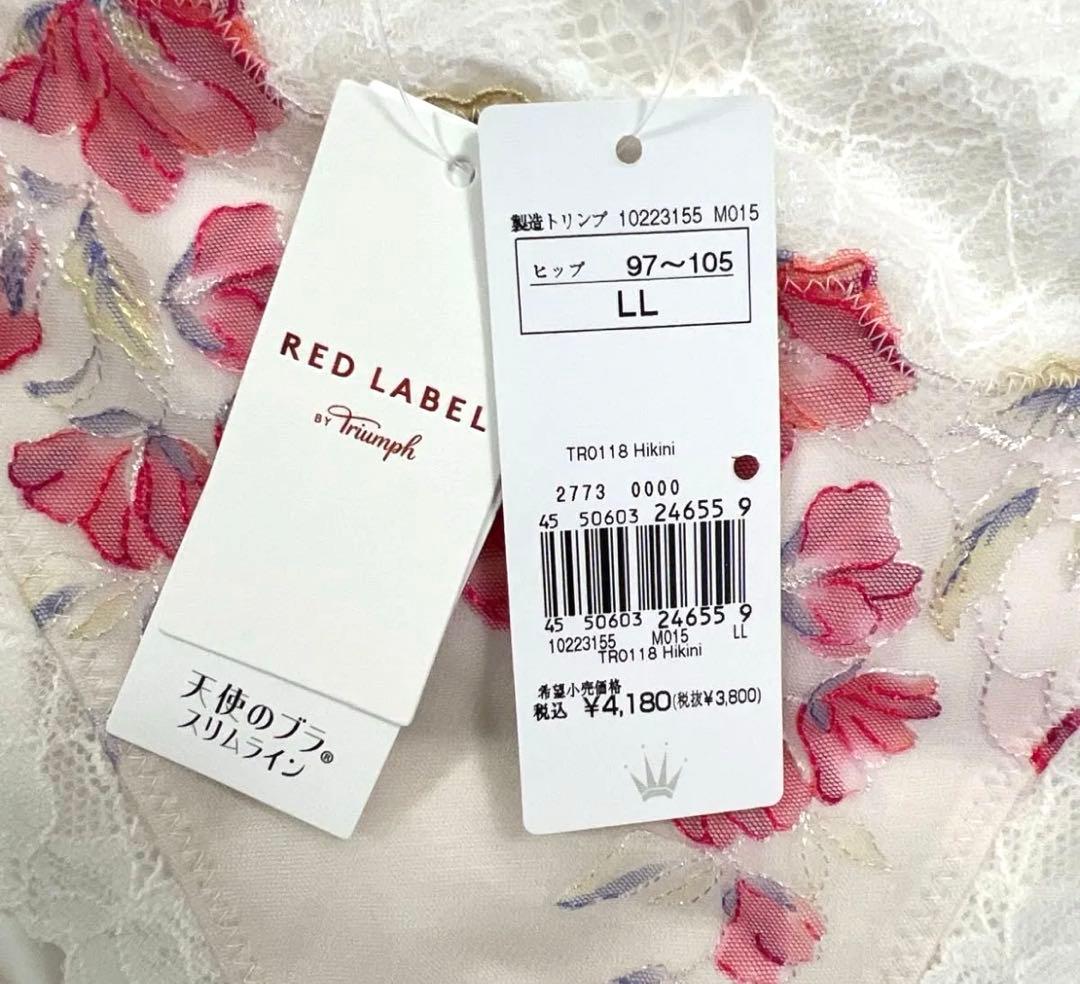 RED LABEL
BY Triumph
天使のブラ®
スリムライン
製造トリンプ 10223155 M015
ヒップ 97〜105
LL
TR0118 Hikini
2773 0000
45 50603 24655 9
45 50603 24655 9
10223155 M015 LL
TR0118 Hikini
希望小売価格
税込 ¥4,180(税抜¥3,800)